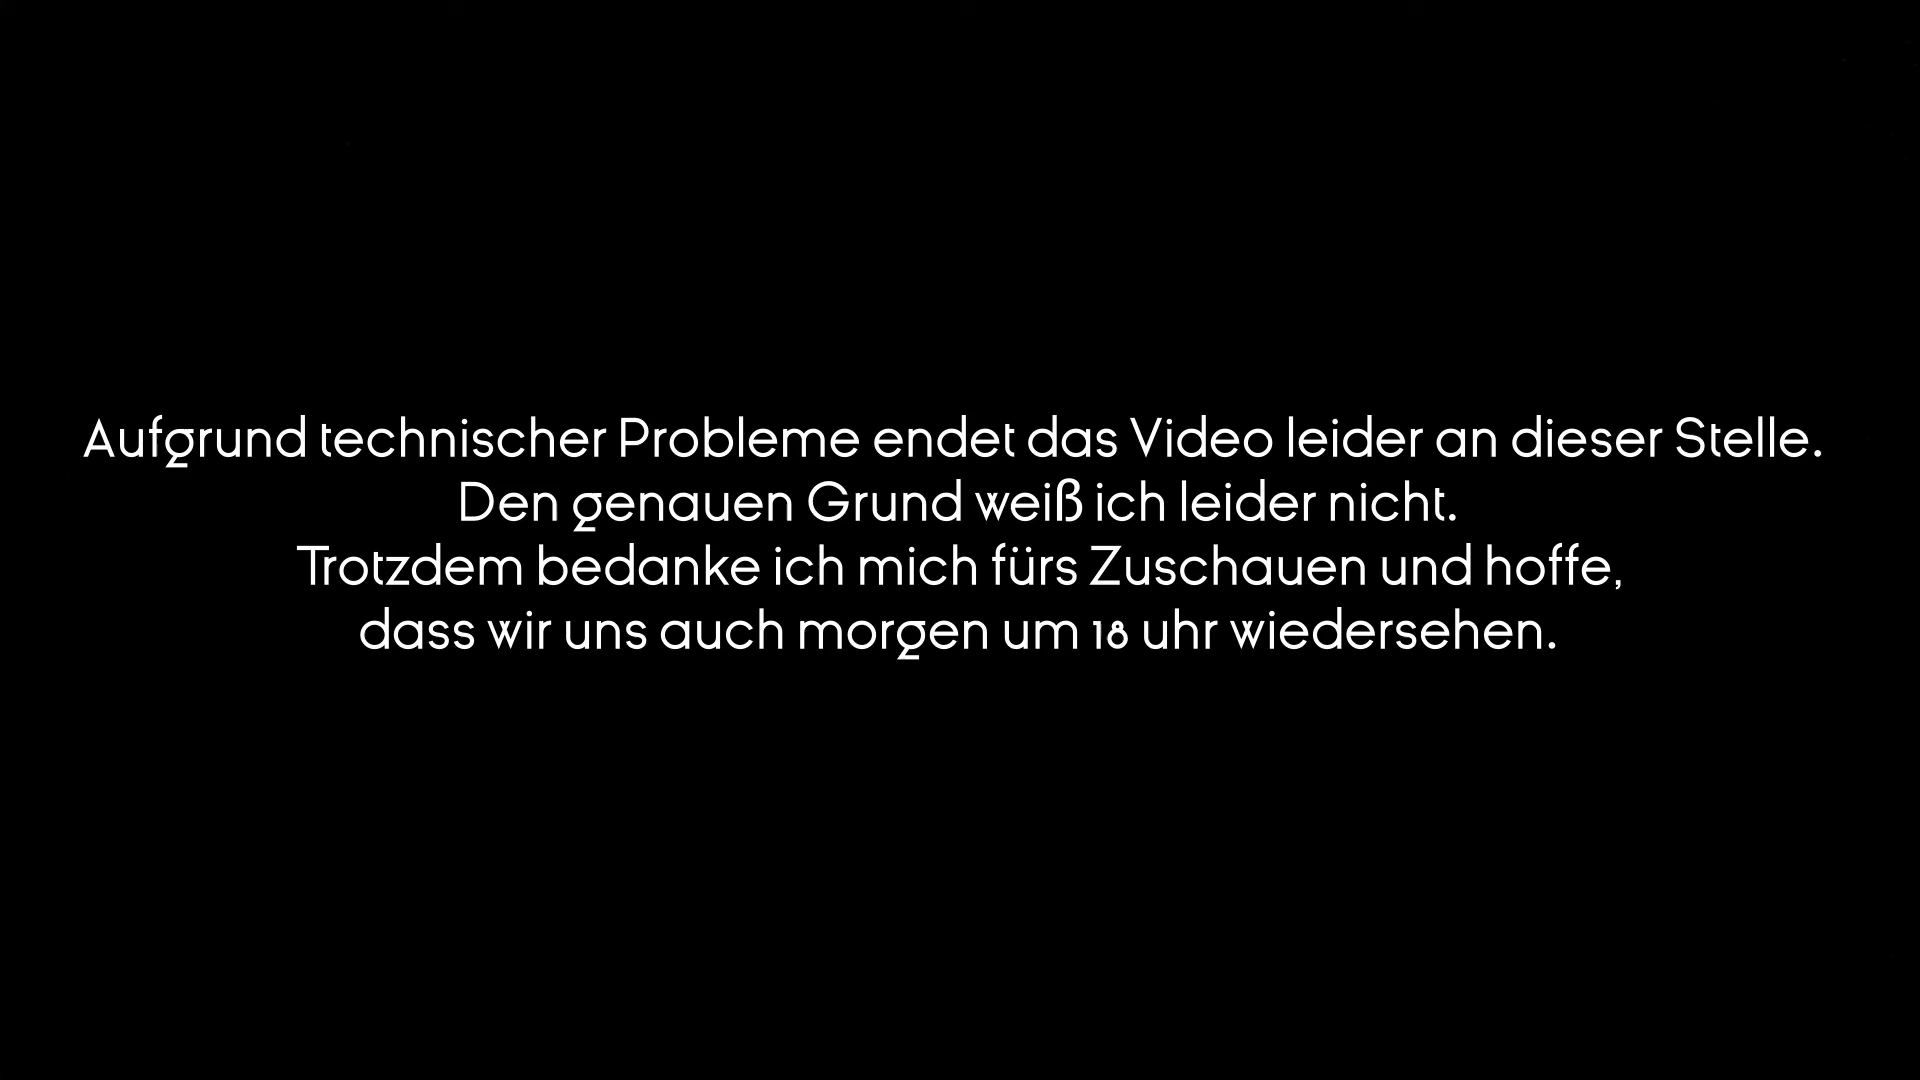 Aufgrund technischer Probleme endet das Video leider an dieser Stelle.
Den genauen Grund weiß ich leider nicht.
Trotzdem bedanke ich mich fürs Zuschauen und hoffe,
dass wir uns auch morgen um 18 uhr wiedersehen.